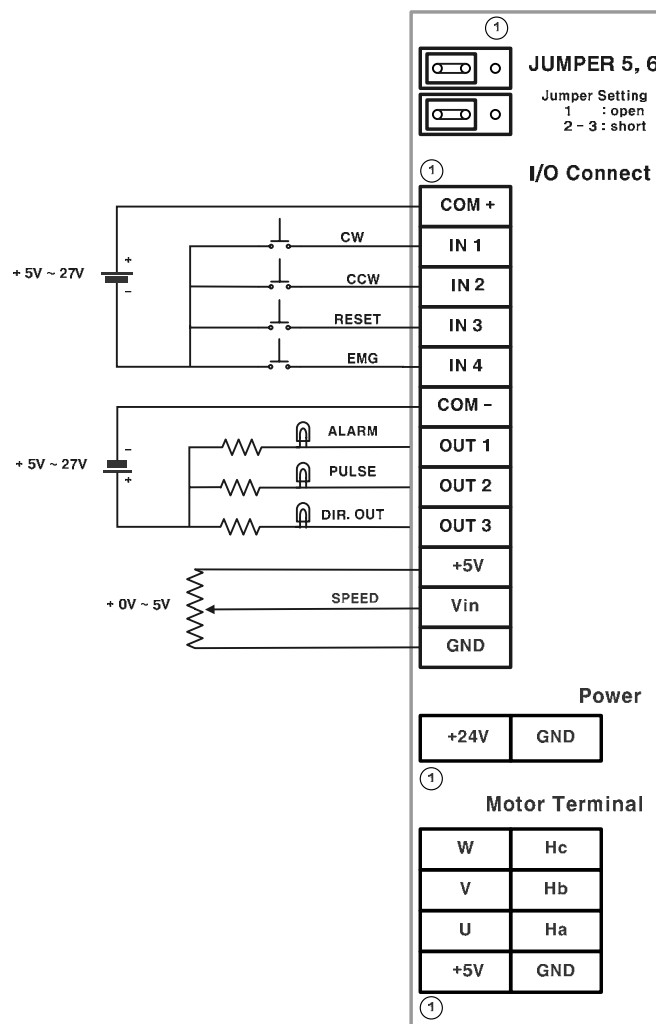 1
JUMPER 5, 6
Jumper Setting
1 : open
2 - 3 : short
1
I/O Connect
COM +
CW
IN 1
+
+ 5V ~ 27V
–
CCW
IN 2
RESET
IN 3
EMG
IN 4
COM –
–
ALARM
OUT 1
+ 5V ~ 27V
+
PULSE
OUT 2
DIR. OUT
OUT 3
+5V
+ 0V ~ 5V
SPEED
Vin
GND
Power
+24V GND
1
Motor Terminal
W Hc
V Hb
U Ha
+5V GND
1